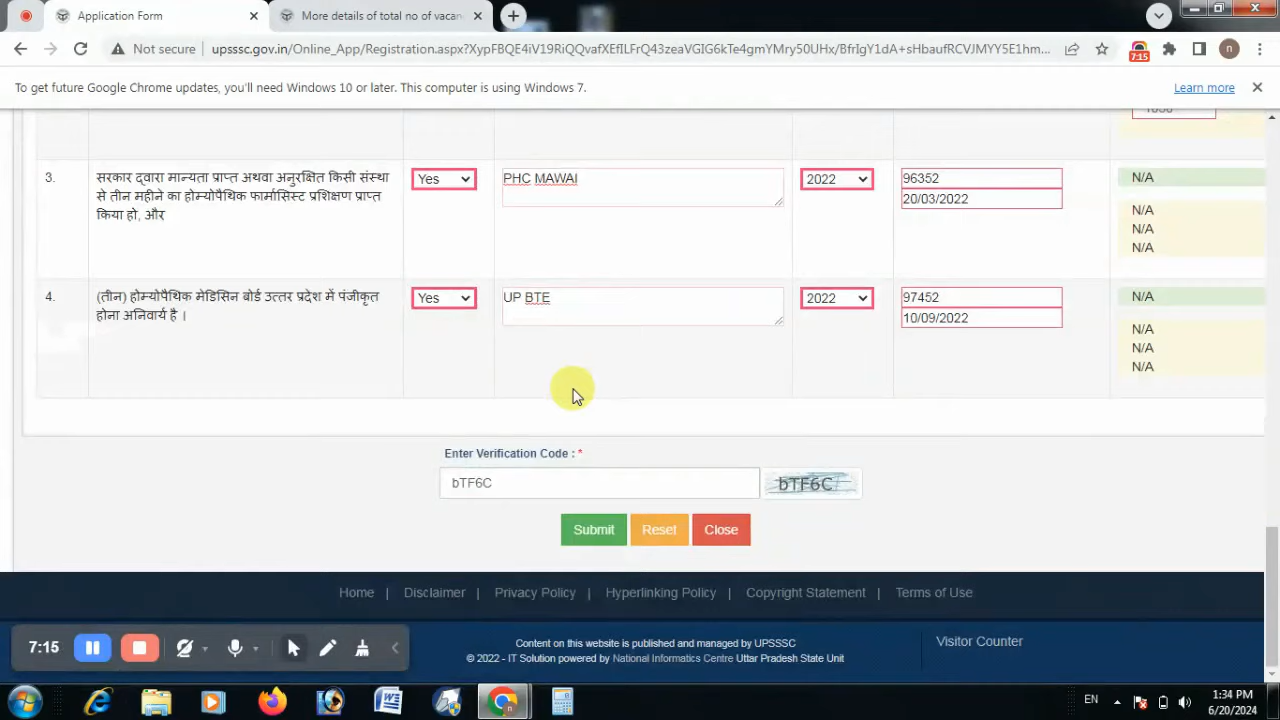 Application Form
More details of total no of vacan
Not secure
upsssc.gov.in/Online_App/Registration.aspx?XypFBQE4iV19RiQQvafXEfILFrQ43zeaVGIG6kTe4gmYMry50UHx/BfrIgY1dA+sHbaufRCVJMYY5E1hm...
7:15
n
To get future Google Chrome updates, you'll need Windows 10 or later. This computer is using Windows 7.
Learn more
3.
सरकार द्वारा मान्यता प्राप्त अथवा अनुरक्षित किसी संस्था
से तीन महीने का होम्योपैथिक फार्मासिस्ट प्रशिक्षण प्राप्त
किया हो, और
Yes
PHC MAWAI
2022
96352
20/03/2022
N/A
N/A
N/A
N/A
4.
(तीन) होम्योपैथिक मेडिसिन बोर्ड उत्तर प्रदेश में पंजीकृत
होना अनिवार्य है ।
Yes
UP BTE
2022
97452
10/09/2022
N/A
N/A
N/A
N/A
Enter Verification Code : *
bTF6C
bTF6C
Submit Reset Close
Home | Disclaimer | Privacy Policy | Hyperlinking Policy | Copyright Statement | Terms of Use
7:15
Content on this website is published and managed by UPSSSC
© 2022 - IT Solution powered by National Informatics Centre Uttar Pradesh State Unit
Visitor Counter
EN
1:34 PM
6/20/2024